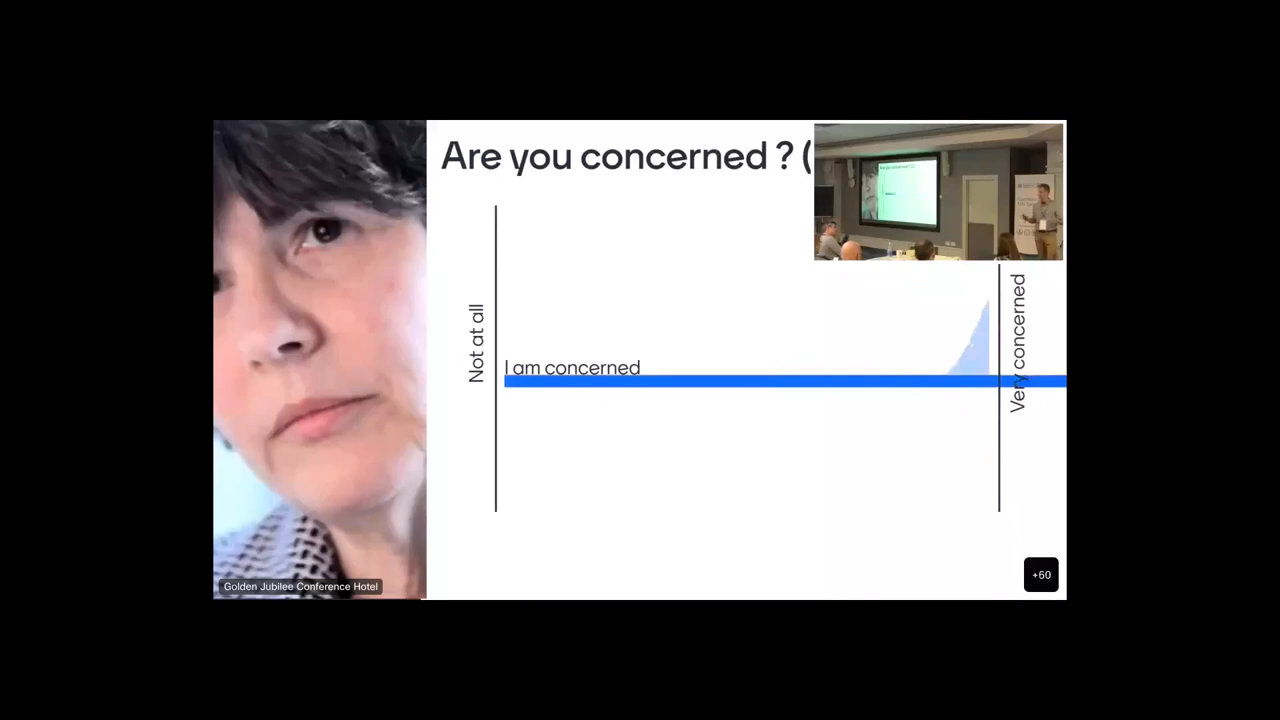 Are you concerned ? (
Not at all
I am concerned
Very concerned
Golden Jubilee Conference Hotel
+60